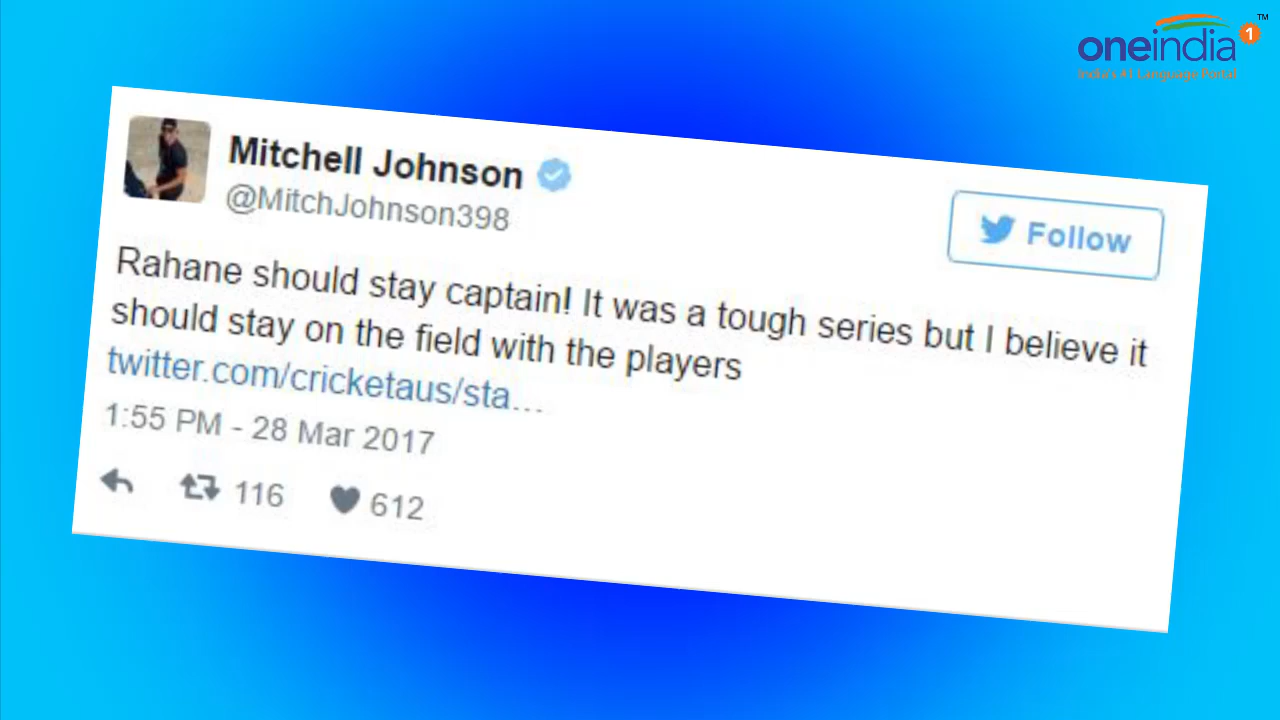 oneindia 1 ™
India's #1 Language Portal
Mitchell Johnson
@MitchJohnson398
Follow
Rahane should stay captain! It was a tough series but I believe it
should stay on the field with the players
twitter.com/cricketaus/sta…
1:55 PM - 28 Mar 2017
116 612